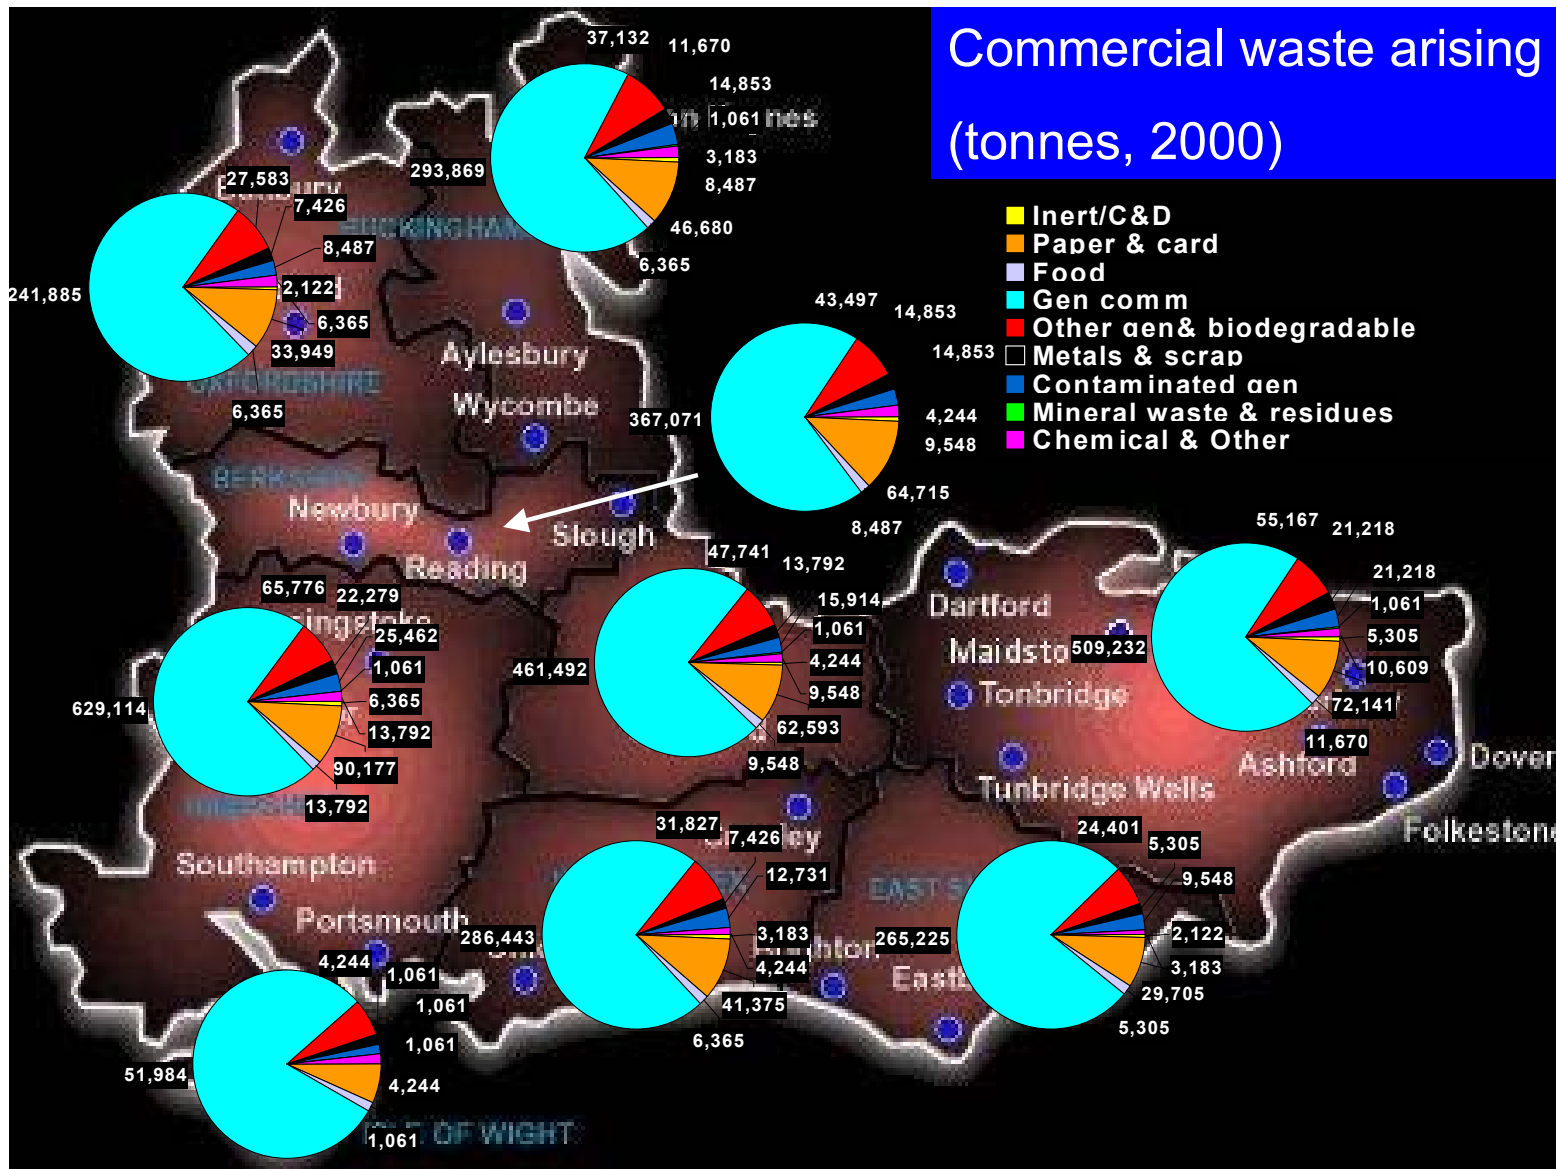 Commercial waste arising
(tonnes, 2000)
Inert/C&D
Paper & card
Food
Gen comm
Other gen& biodegradable
Metals & scrap
Contaminated gen
Mineral waste & residues
Chemical & Other
37,132
11,670
14,853
1,061
3,183
8,487
46,680
6,365
293,869
27,583
7,426
8,487
2,122
6,365
33,949
6,365
241,885
OXFORDSHIRE
Aylesbury
Wycombe
43,497
14,853
14,853
4,244
9,548
64,715
8,487
367,071
Newbury
Reading
Slough
65,776
22,279
25,462
1,061
6,365
13,792
90,177
13,792
629,114
47,741
13,792
15,914
1,061
4,244
9,548
62,593
9,548
461,492
55,167
21,218
21,218
1,061
5,305
10,609
72,141
11,670
509,232
Dartford
Tonbridge
Tunbridge Wells
Ashford
Dover
Folkestone
Southampton
Portsmouth
31,827
7,426
12,731
3,183
4,244
41,375
6,365
286,443
24,401
5,305
9,548
2,122
3,183
29,705
5,305
265,225
4,244
1,061
1,061
1,061
4,244
1,061
51,984
OF WIGHT